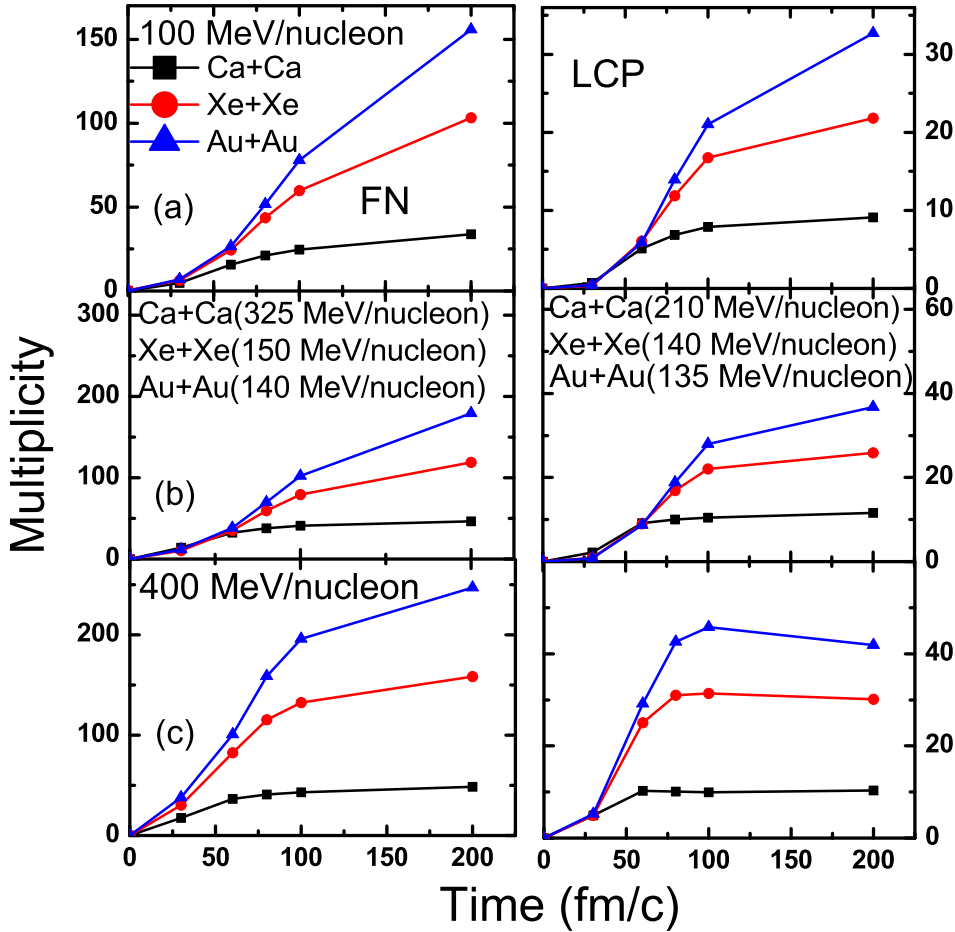 150
100 MeV/nucleon
Ca+Ca
Xe+Xe
Au+Au
100
50
(a)
FN
0
LCP
30
20
10
0
300
Ca+Ca(325 MeV/nucleon)
Xe+Xe(150 MeV/nucleon)
Au+Au(140 MeV/nucleon)
200
100
(b)
0
Ca+Ca(210 MeV/nucleon)
Xe+Xe(140 MeV/nucleon)
Au+Au(135 MeV/nucleon)
60
40
20
0
400 MeV/nucleon
200
100
(c)
0
0 50 100 150 200
40
20
0
0 50 100 150 200
Multiplicity
Time (fm/c)